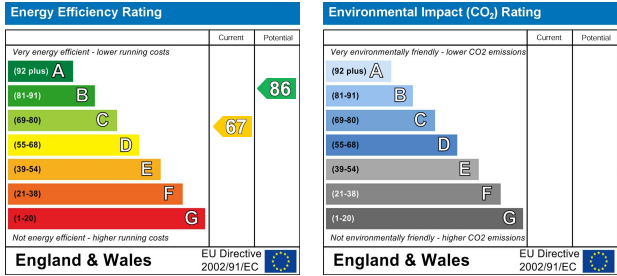 Energy Efficiency Rating
Current Potential
Very energy efficient - lower running costs
(92 plus) A
(81-91) B
(69-80) C
(55-68) D
(39-54) E
(21-38) F
(1-20) G
67
86
Not energy efficient - higher running costs
England & Wales
EU Directive
2002/91/EC
Environmental Impact (CO₂) Rating
Current Potential
Very environmentally friendly - lower CO2 emissions
(92 plus) A
(81-91) B
(69-80) C
(55-68) D
(39-54) E
(21-38) F
(1-20) G
Not environmentally friendly - higher CO2 emissions
England & Wales
EU Directive
2002/91/EC